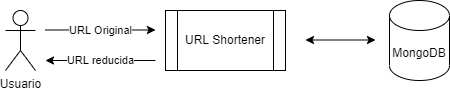 URL Original
URL Shortener
URL reducida
MongoDB
Usuario